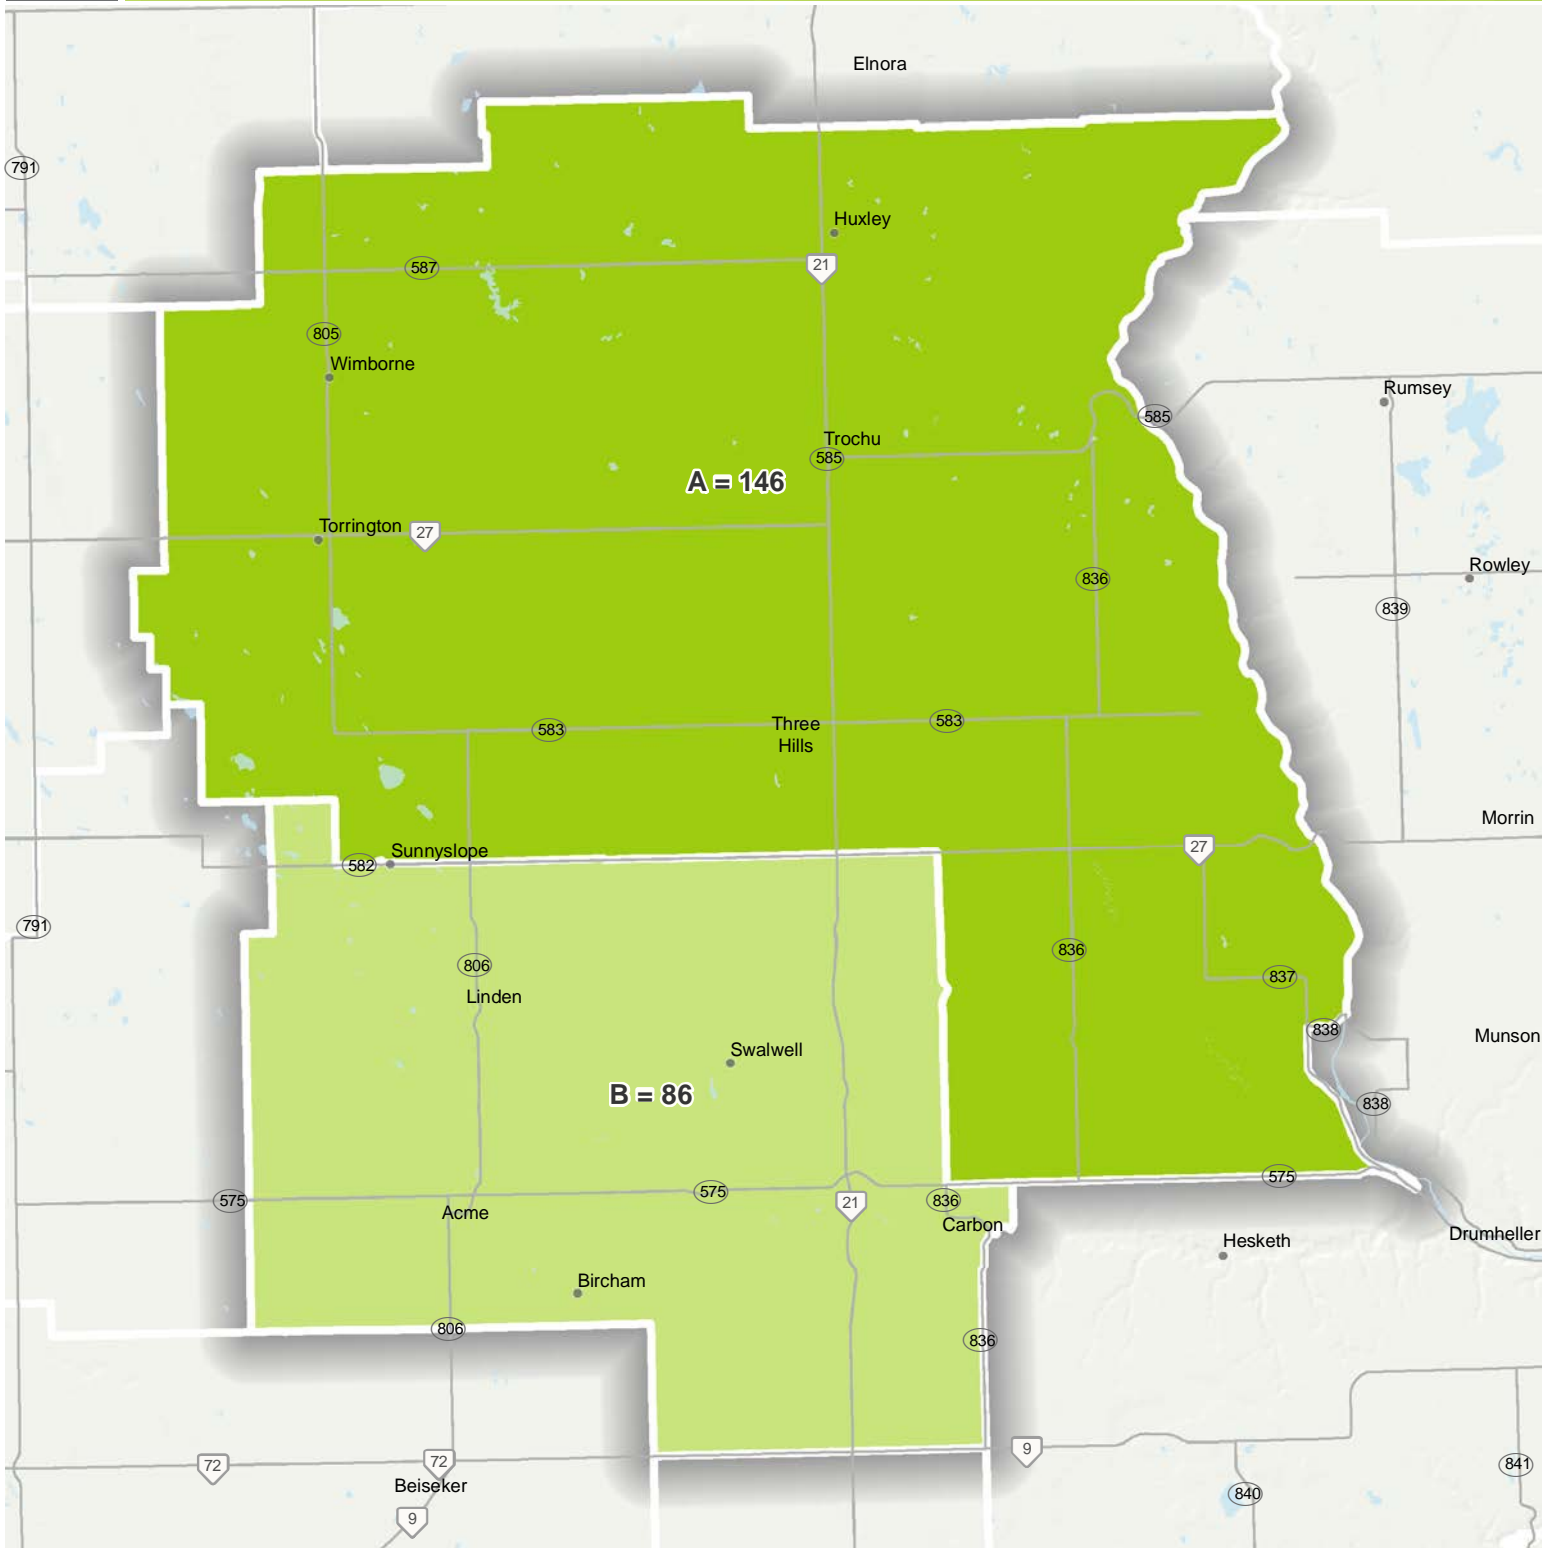 Elnora
791
Huxley
21
587
805
Wimborne
Rumsey
585
Trochu
585
A = 146
Torrington
27
Rowley
836
839
Three
Hills
583
583
Morrin
27
Sunnyslope
582
791
836
806
837
Linden
838
Munson
Swalwell
B = 86
838
575
575
575
836
21
Acme
Carbon
Drumheller
Hesketh
Bircham
806
836
9
72
72
841
Beiseker
840
9